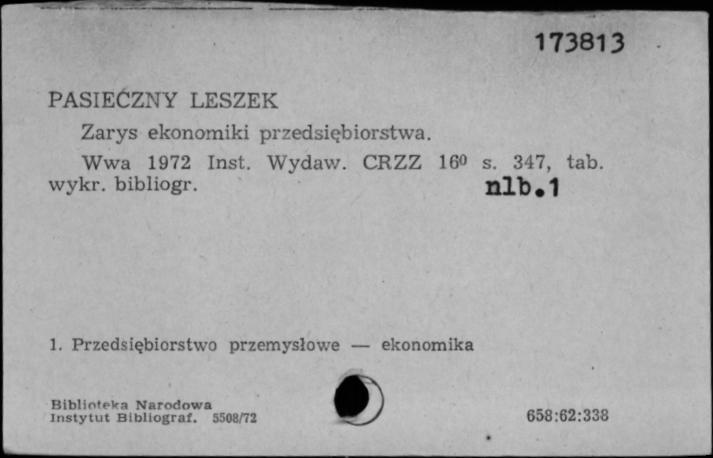 173813
PASIECZNY LESZEK
Zarys ekonomiki przedsiębiorstwa.
Wwa 1972 Inst. Wydaw. CRZZ 16⁰ s. 347, tab.
wykr. bibliogr. nlb.1
1. Przedsiębiorstwo przemysłowe — ekonomika
Biblioteka Narodowa
Instytut Bibliograf. 5508/72 658:62:338